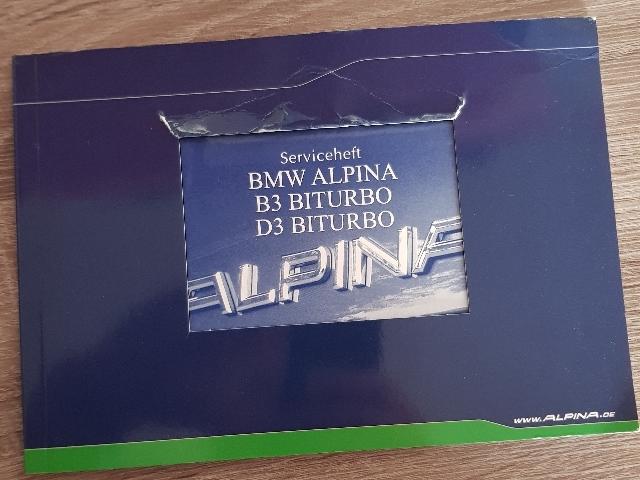 Serviceheft
BMW ALPINA
B3 BITURBO
D3 BITURBO
ALPINA
WWW.ALPINA.DE